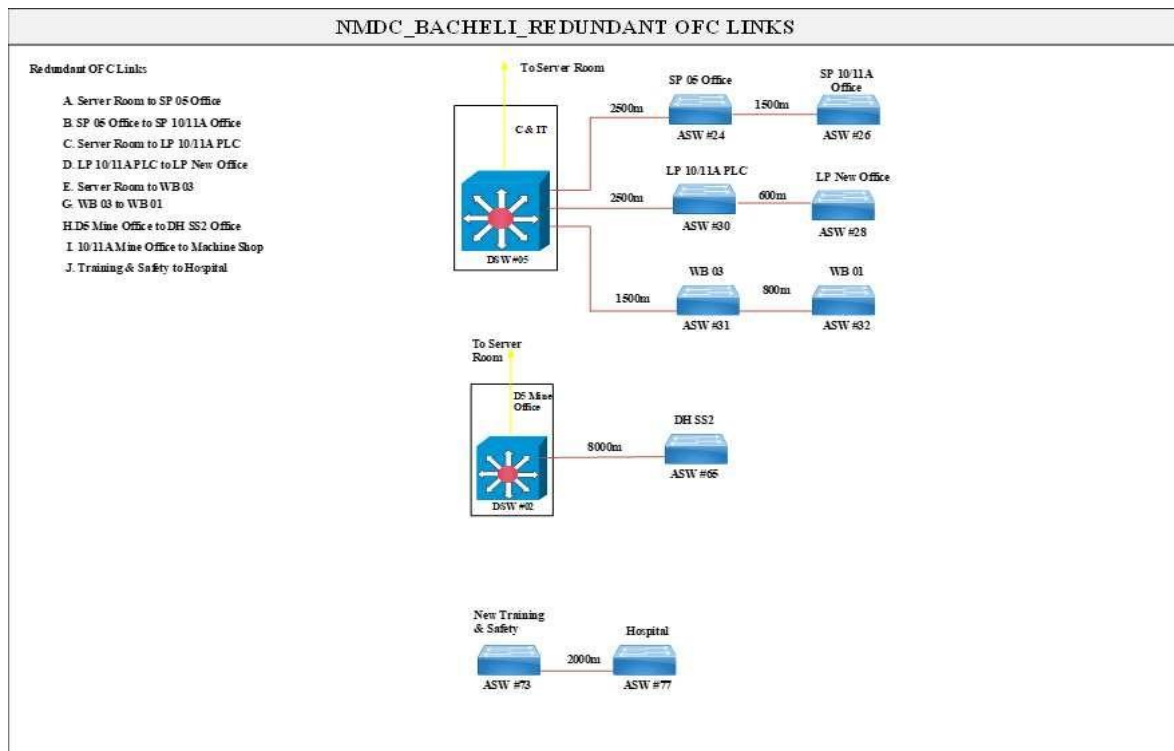 NMDC_BACHELI_REDUNDANT OFC LINKS
Redundant OFC Links
A. Server Room to SP 05 Office
B. SP 05 Office to SP 10/11A Office
C. Server Room to LP 10/11A PLC
D. LP 10/11A PLC to LP New Office
E. Server Room to WB 03
G. WB 03 to WB 01
H.D5 Mine Office to DH SS2 Office
I. 10/11A Mine Office to Machine Shop
J. Training & Safety to Hospital
To Server Room
C & IT
DSW #05
2500m
SP 05 Office
ASW #24
1500m
SP 10/11A
Office
ASW #26
2500m
LP 10/11A PLC
ASW #30
600m
LP New Office
ASW #28
1500m
WB 03
ASW #31
800m
WB 01
ASW #32
To Server
Room
D5 Mine
Office
DSW #02
8000m
DH SS2
ASW #65
New Training
& Safety
ASW #73
2000m
Hospital
ASW #77